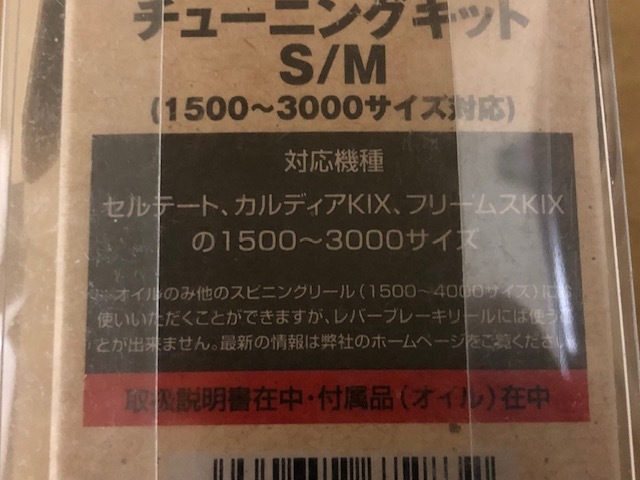 チューニングキット
S/M
(1500〜3000サイズ対応)
対応機種
セルテート、カルディアKIX、フリームスKIX
の1500〜3000サイズ
※オイルのみ他のスピニングリール(1500〜4000サイズ)にも
使いいただくことができますが、レバーブレーキリールには使うこ
とが出来ません。最新の情報は弊社のホームページをご覧ください
取扱説明書在中・付属品(オイル)在中